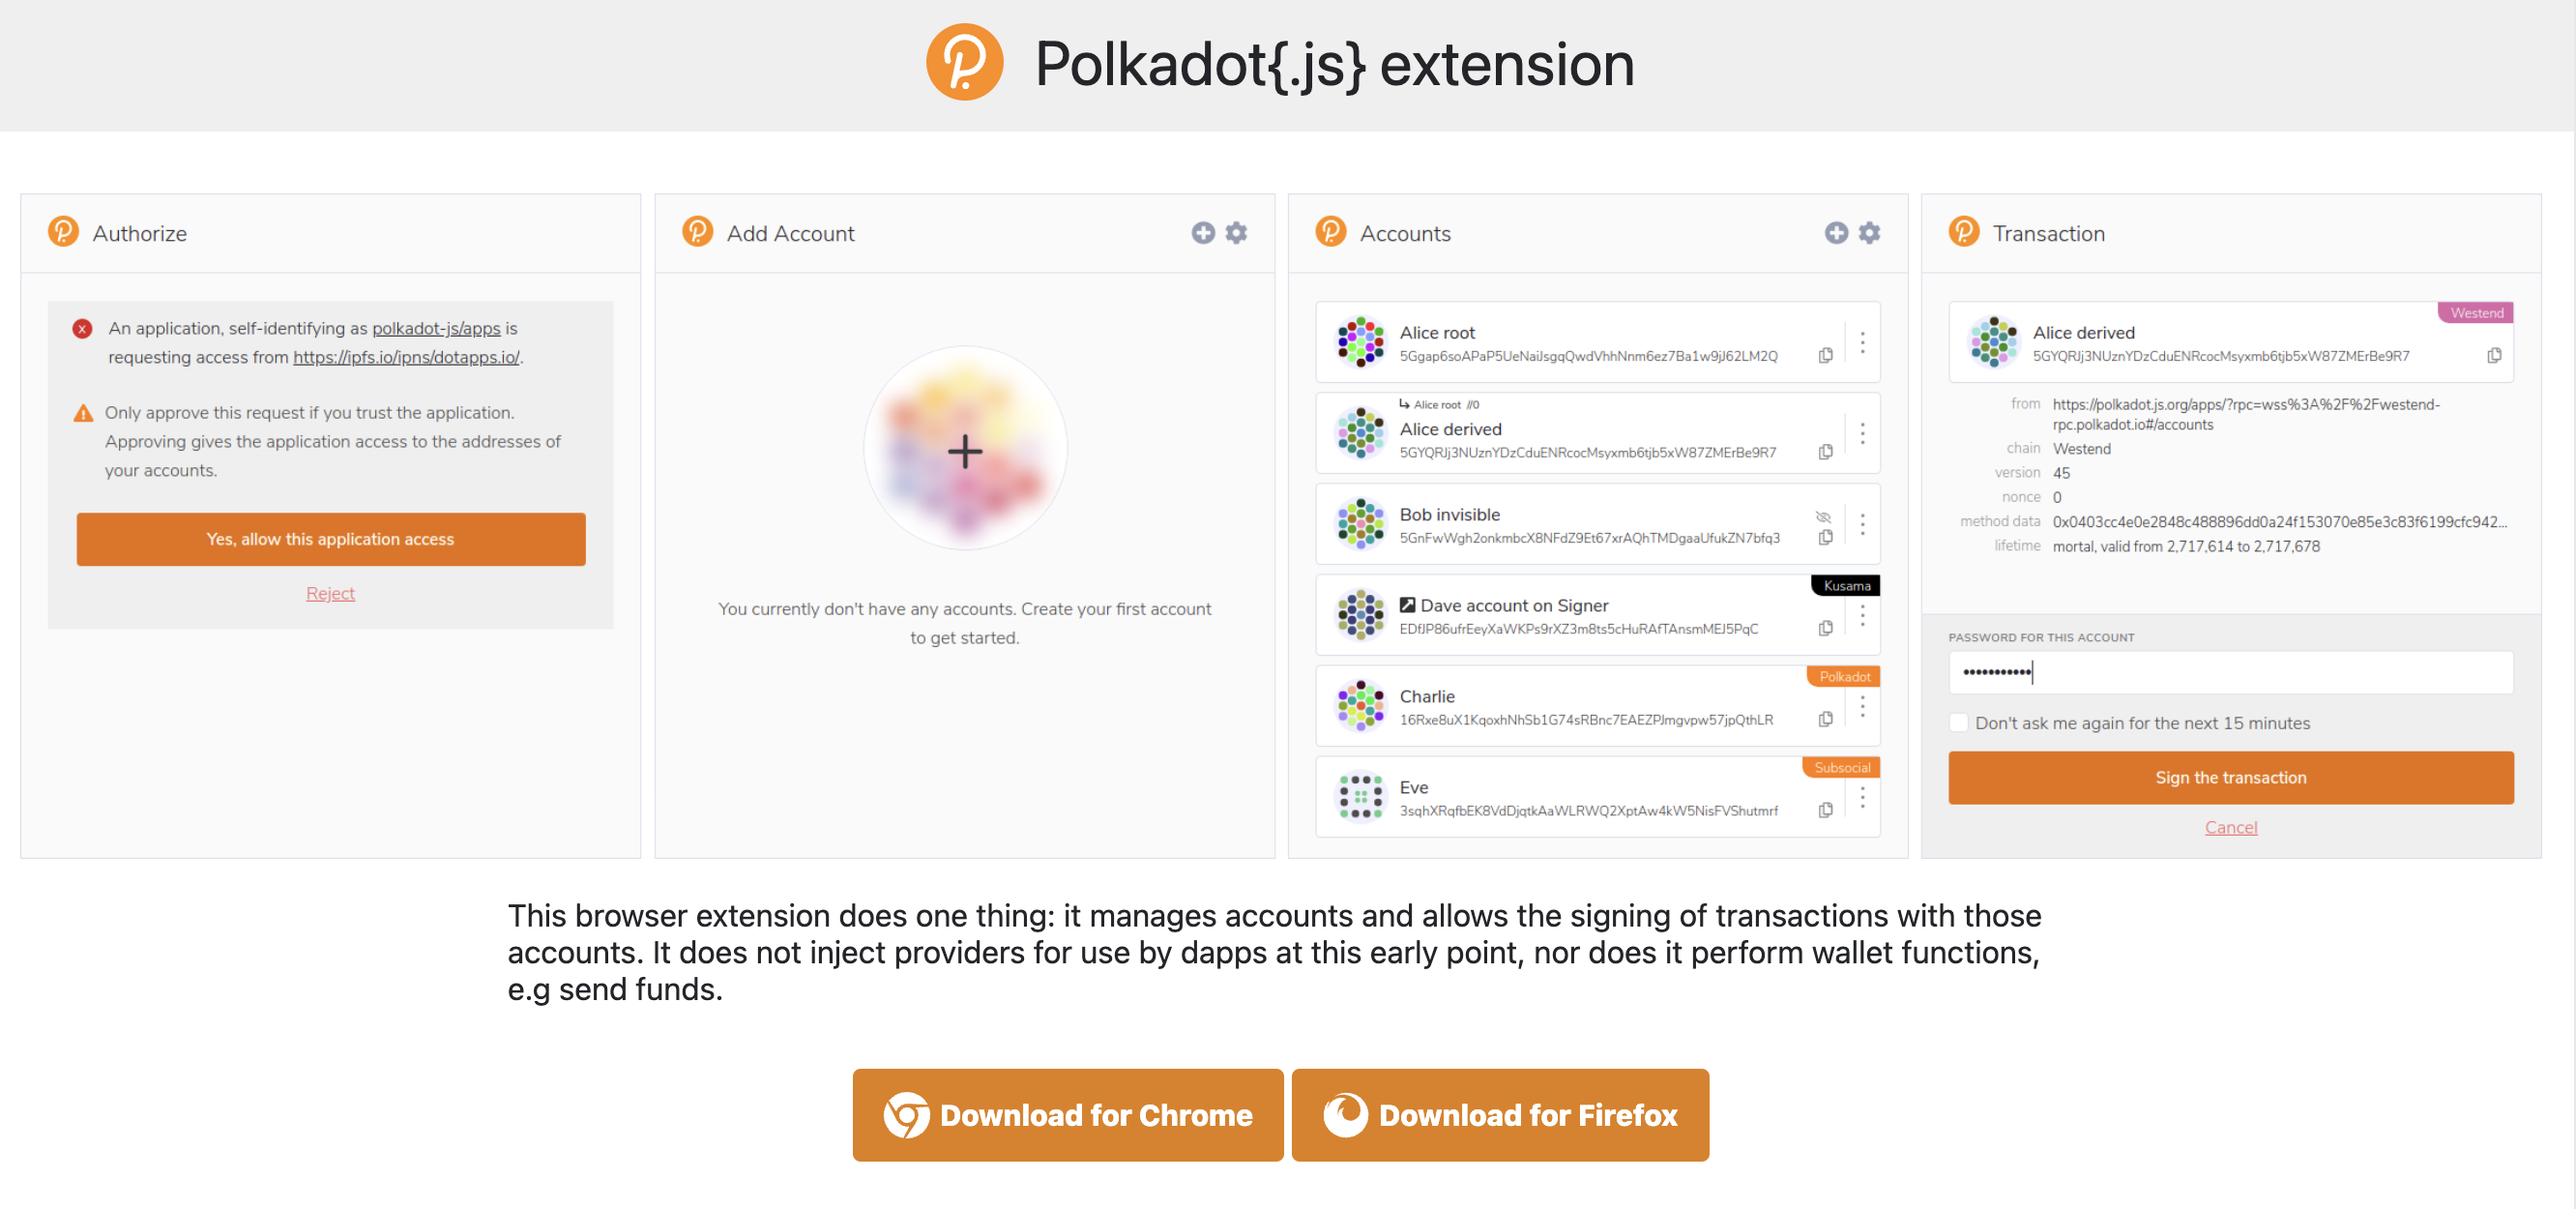 Polkadot{.js} extension
Authorize
An application, self-identifying as polkadot-js/apps is
requesting access from https://ipfs.io/ipns/dotapps.io/.
Only approve this request if you trust the application.
Approving gives the application access to the addresses of
your accounts.
Yes, allow this application access
Reject
Add Account
You currently don't have any accounts. Create your first account
to get started.
Accounts
Alice root
5Ggap6soAPaP5UeNaiJsgqQwdVhhNnm6ez7Ba1w9jJ62LM2Q
Alice root //0
Alice derived
5GYQRJj3NUznYDzCduENRcocMsyxmb6tjb5xW87ZMErBe9R7
Bob invisible
5GnFwWgh2onkmbcX8NFdZ9Et67xrAQhTMDgaaUfukZN7bfq3
Kusama
Dave account on Signer
EDfJP86ufrEeyXaWKPs9rXZ3m8ts5cHuRAfTAnsmMEJ5PqC
Polkadot
Charlie
16Rxe8uX1KqoxhNhSb1G74sRBnc7EAEZPJmgvpw57jpQthLR
Subsocial
Eve
3sqhXRqfbEK8VdDjqtkAaWLRWQ2XptAw4kW5NisFVShutmrf
Transaction
Westend
Alice derived
5GYQRJj3NUznYDzCduENRcocMsyxmb6tjb5xW87ZMErBe9R7
from https://polkadot.js.org/apps/?rpc=wss%3A%2F%2Fwestend-
rpc.polkadot.io#/accounts
chain Westend
version 45
nonce 0
method data 0x0403cc4e0e2848c488896dd0a24f153070e85e3c83f6199cfc942...
lifetime mortal, valid from 2,717,614 to 2,717,678
PASSWORD FOR THIS ACCOUNT
•••••••••••
Don't ask me again for the next 15 minutes
Sign the transaction
Cancel
This browser extension does one thing: it manages accounts and allows the signing of transactions with those
accounts. It does not inject providers for use by dapps at this early point, nor does it perform wallet functions,
e.g send funds.
Download for Chrome
Download for Firefox